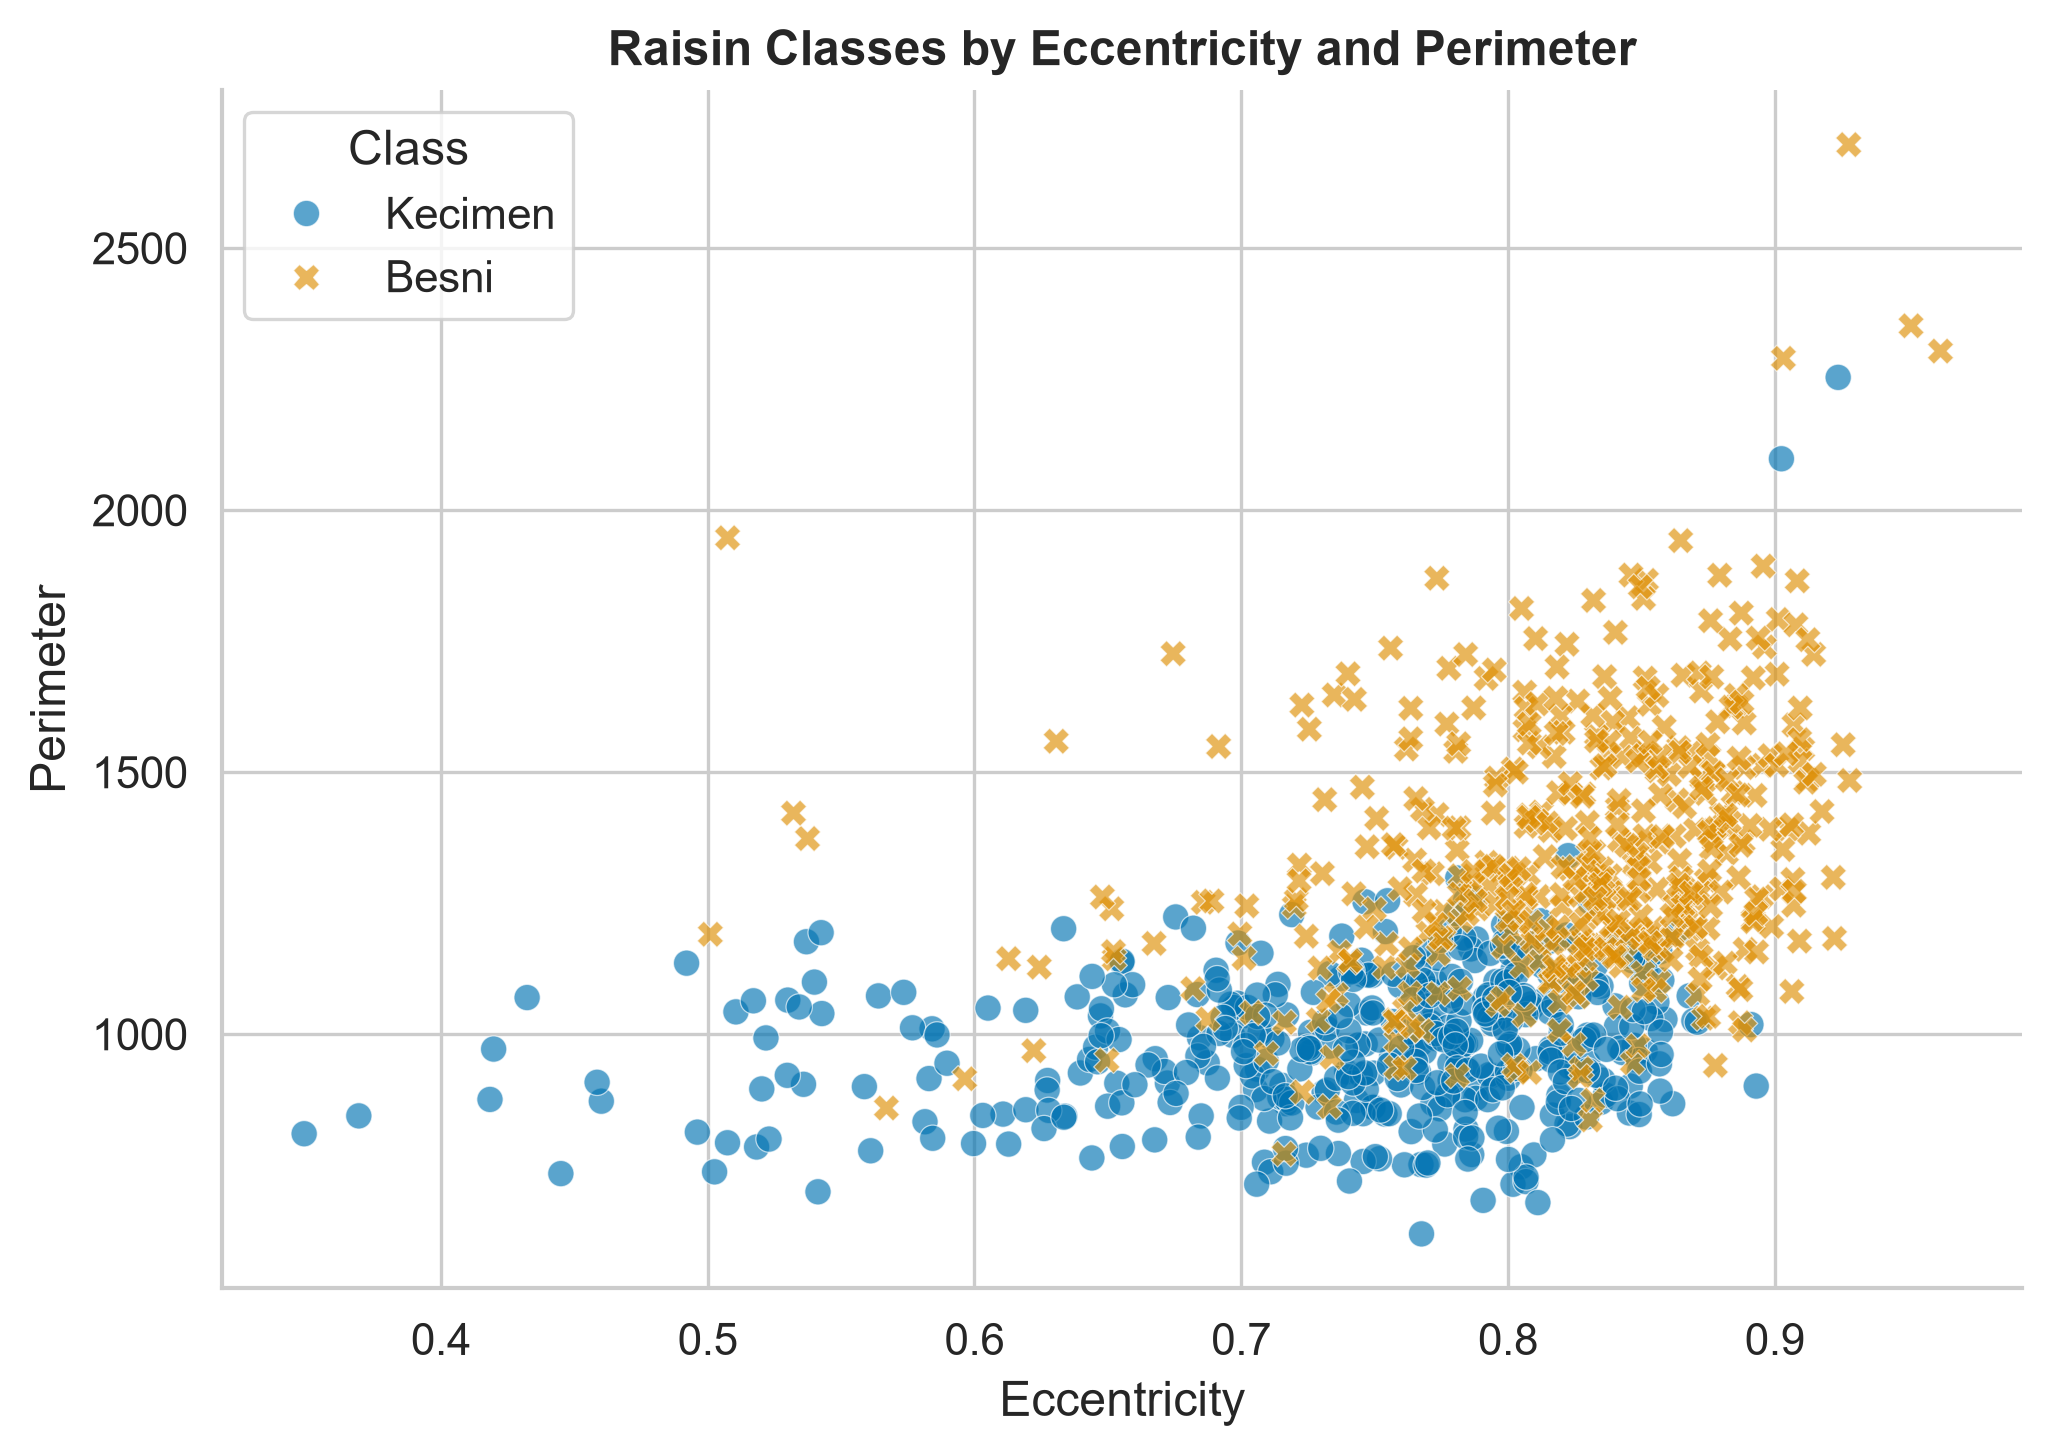 Raisin Classes by Eccentricity and Perimeter
Class
Kecimen
Besni
2500
2000
1500
1000
Perimeter
0.4 0.5 0.6 0.7 0.8 0.9
Eccentricity